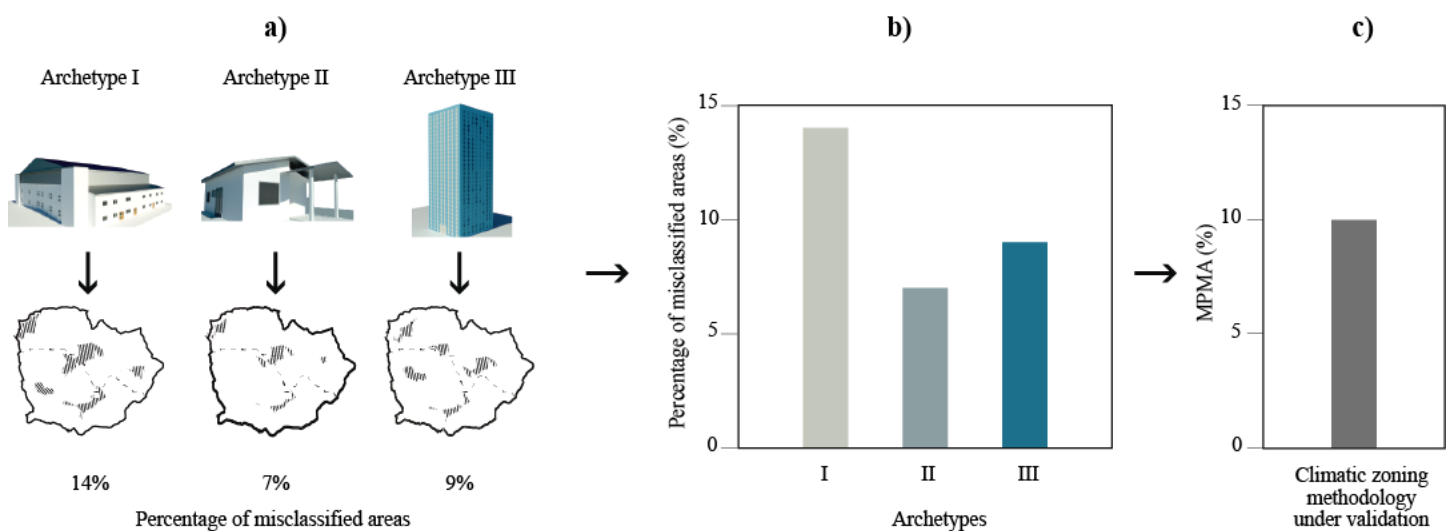 a)
Archetype I
Archetype II
Archetype III
14%
7%
9%
Percentage of misclassified areas
b)
Percentage of misclassified areas (%)
15
10
5
0
I
II
III
Archetypes
c)
MPMA (%)
15
10
5
0
Climatic zoning
methodology
under validation